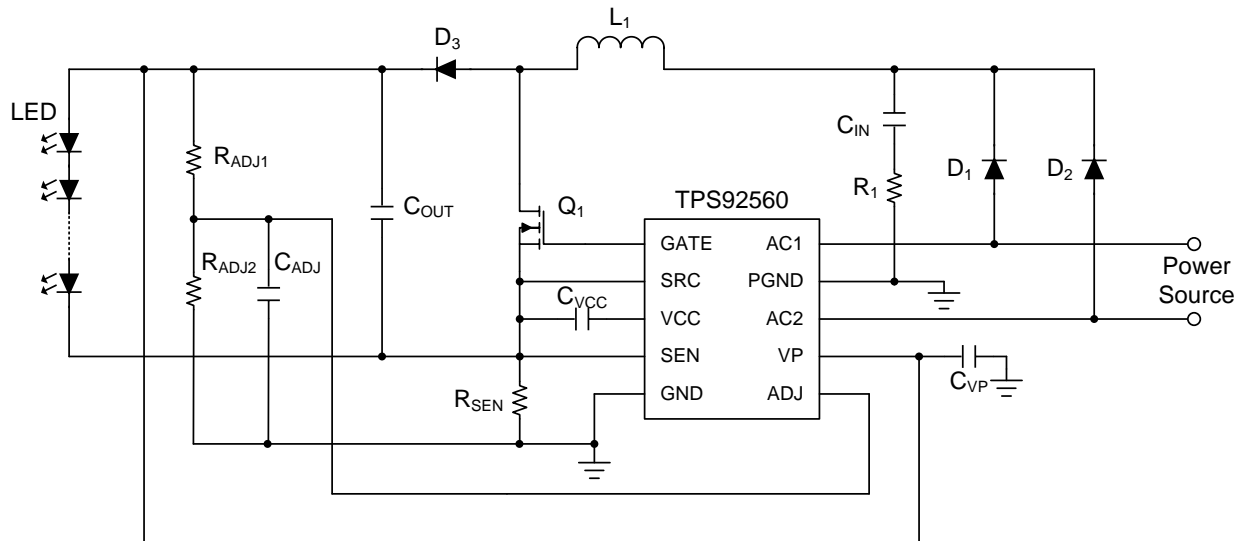 L1
D3
LED
CIN
RADJ1
D1
D2
R1
Q1
TPS92560
COUT
GATE
AC1
RADJ2
CADJ
SRC
PGND
Power
Source
CVCC
VCC
AC2
SEN
VP
CVP
RSEN
GND
ADJ